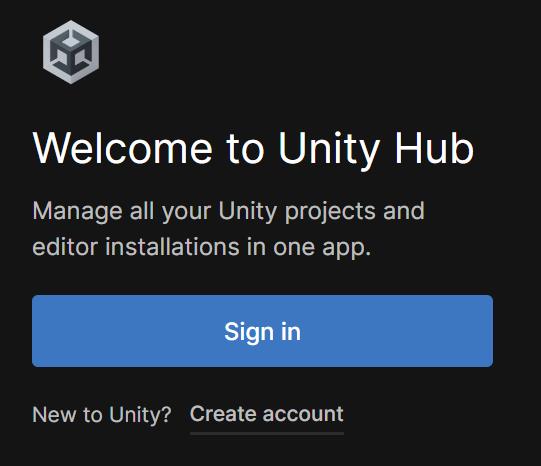 Welcome to Unity Hub
Manage all your Unity projects and
editor installations in one app.
Sign in
New to Unity? Create account